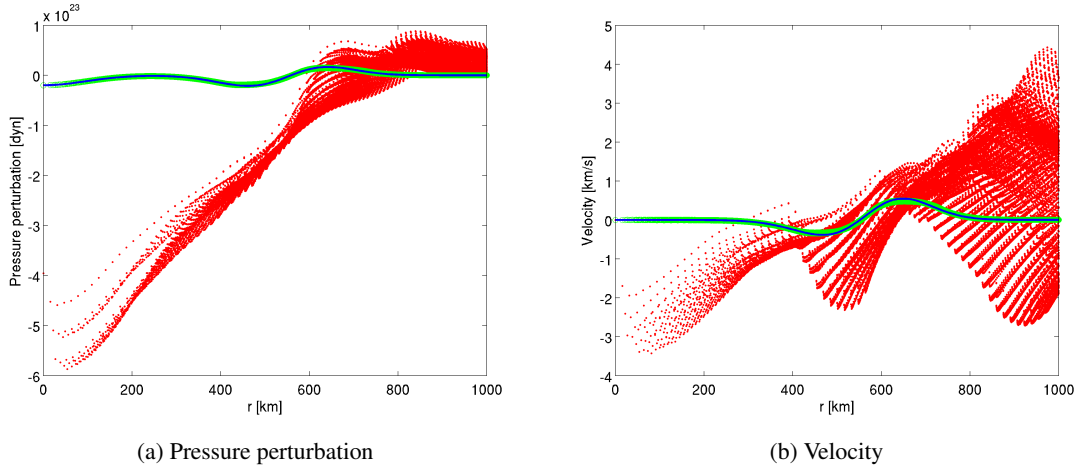 x 10^23
1
0
-1
-2
-3
-4
-5
-6
Pressure perturbation [dyn]
0 200 400 600 800 1000
r [km]
(a) Pressure perturbation
5
4
3
2
1
0
-1
-2
-3
-4
Velocity [km/s]
0 200 400 600 800 1000
r [km]
(b) Velocity